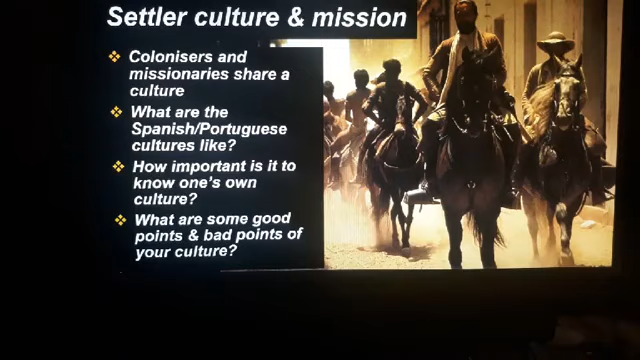 Settler culture & mission
❖ Colonisers and
missionaries share a
culture
❖ What are the
Spanish/Portuguese
cultures like?
❖ How important is it to
know one's own
culture?
❖ What are some good
points & bad points of
your culture?